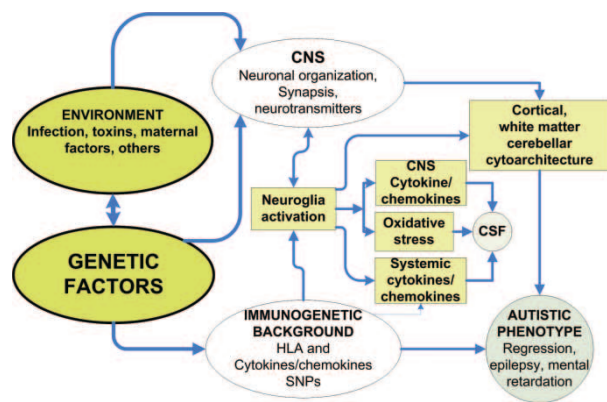 CNS
Neuronal organization,
Synapsis,
neurotransmitters
ENVIRONMENT
Infection, toxins, maternal
factors, others
Cortical,
white matter
cerebellar
cytoarchitecture
CNS
Cytokine/
chemokines
Neuroglia
activation
Oxidative
stress
CSF
GENETIC
FACTORS
Systemic
cytokines/
chemokines
IMMUNOGENETIC
BACKGROUND
HLA and
Cytokines/chemokines
SNPs
AUTISTIC
PHENOTYPE
Regression,
epilepsy, mental
retardation